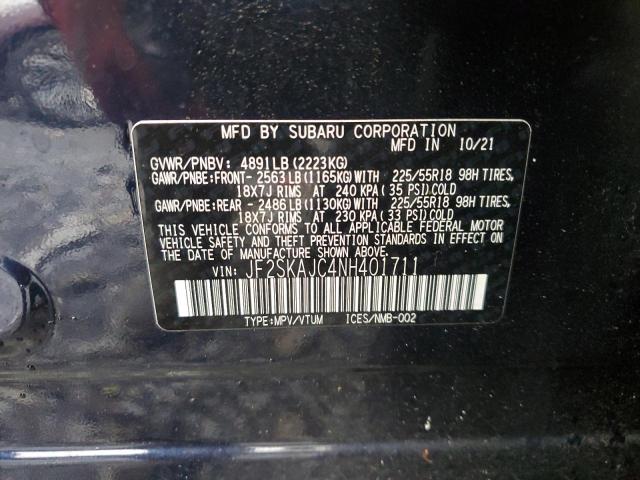 MFD BY SUBARU CORPORATION
MFD IN 10/21
GVWR/PNBV: 4891LB(2223KG)
GAWR/PNBE:FRONT- 2563LB(1165KG)WITH 225/55R18 98H TIRES,
18X7J RIMS AT 240 KPA(35 PSI)COLD
GAWR/PNBE:REAR - 2486LB(1130KG)WITH 225/55R18 98H TIRES,
18X7J RIMS AT 230 KPA(33 PSI)COLD
THIS VEHICLE CONFORMS TO ALL APPLICABLE FEDERAL MOTOR
VEHICLE SAFETY AND THEFT PREVENTION STANDARDS IN EFFECT ON
THE DATE OF MANUFACTURE SHOWN ABOVE.
VIN: JF2SKAJC4NH401711
TYPE:MPV/VTUM ICES/NMB-002